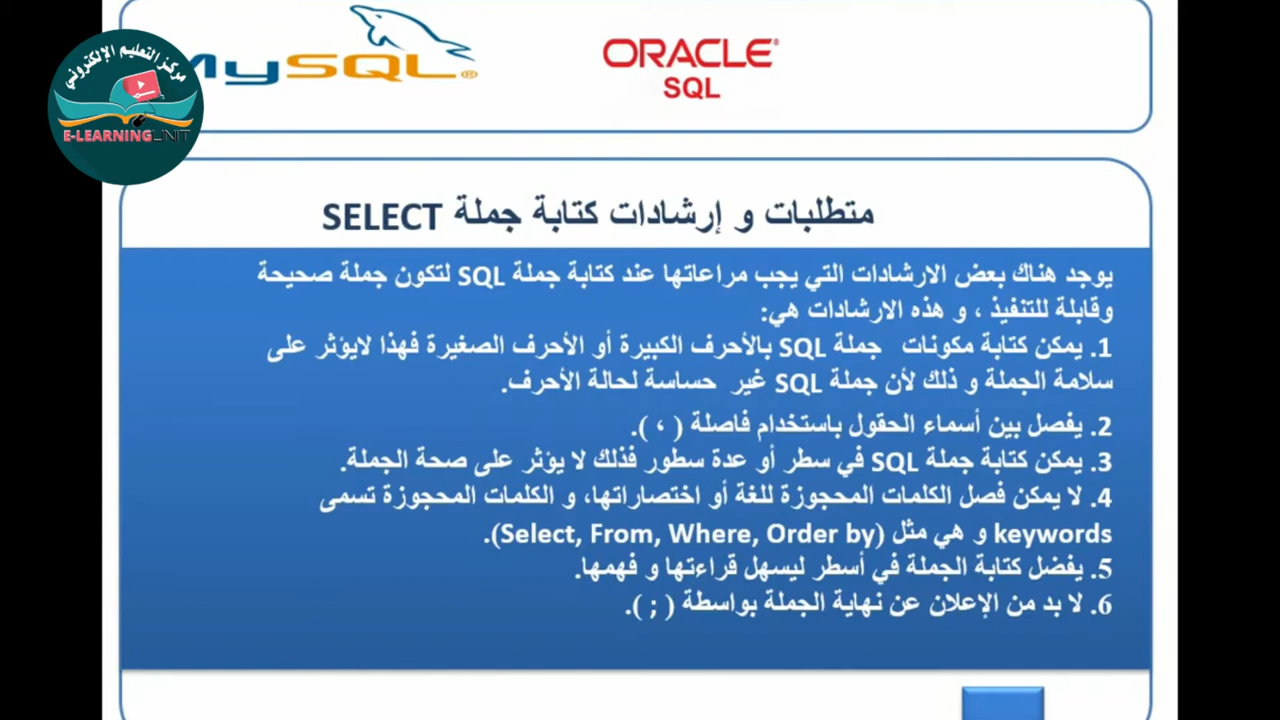 MySQL®
ORACLE®
SQL
مركز التعليم الإلكتروني
E-LEARNING UNIT
متطلبات و إرشادات كتابة جملة SELECT
يوجد هناك بعض الارشادات التي يجب مراعاتها عند كتابة جملة SQL لتكون جملة صحيحة
وقابلة للتنفيذ ، و هذه الارشادات هي:
1. يمكن كتابة مكونات جملة SQL بالأحرف الكبيرة أو الأحرف الصغيرة فهذا لايؤثر على
سلامة الجملة و ذلك لأن جملة SQL غير حساسة لحالة الأحرف.
2. يفصل بين أسماء الحقول باستخدام فاصلة ( ، ).
3. يمكن كتابة جملة SQL في سطر أو عدة سطور فذلك لا يؤثر على صحة الجملة.
4. لا يمكن فصل الكلمات المحجوزة للغة أو اختصاراتها، و الكلمات المحجوزة تسمى
keywords و هي مثل (Select, From, Where, Order by).
5. يفضل كتابة الجملة في أسطر ليسهل قراءتها و فهمها.
6. لا بد من الإعلان عن نهاية الجملة بواسطة ( ; ).